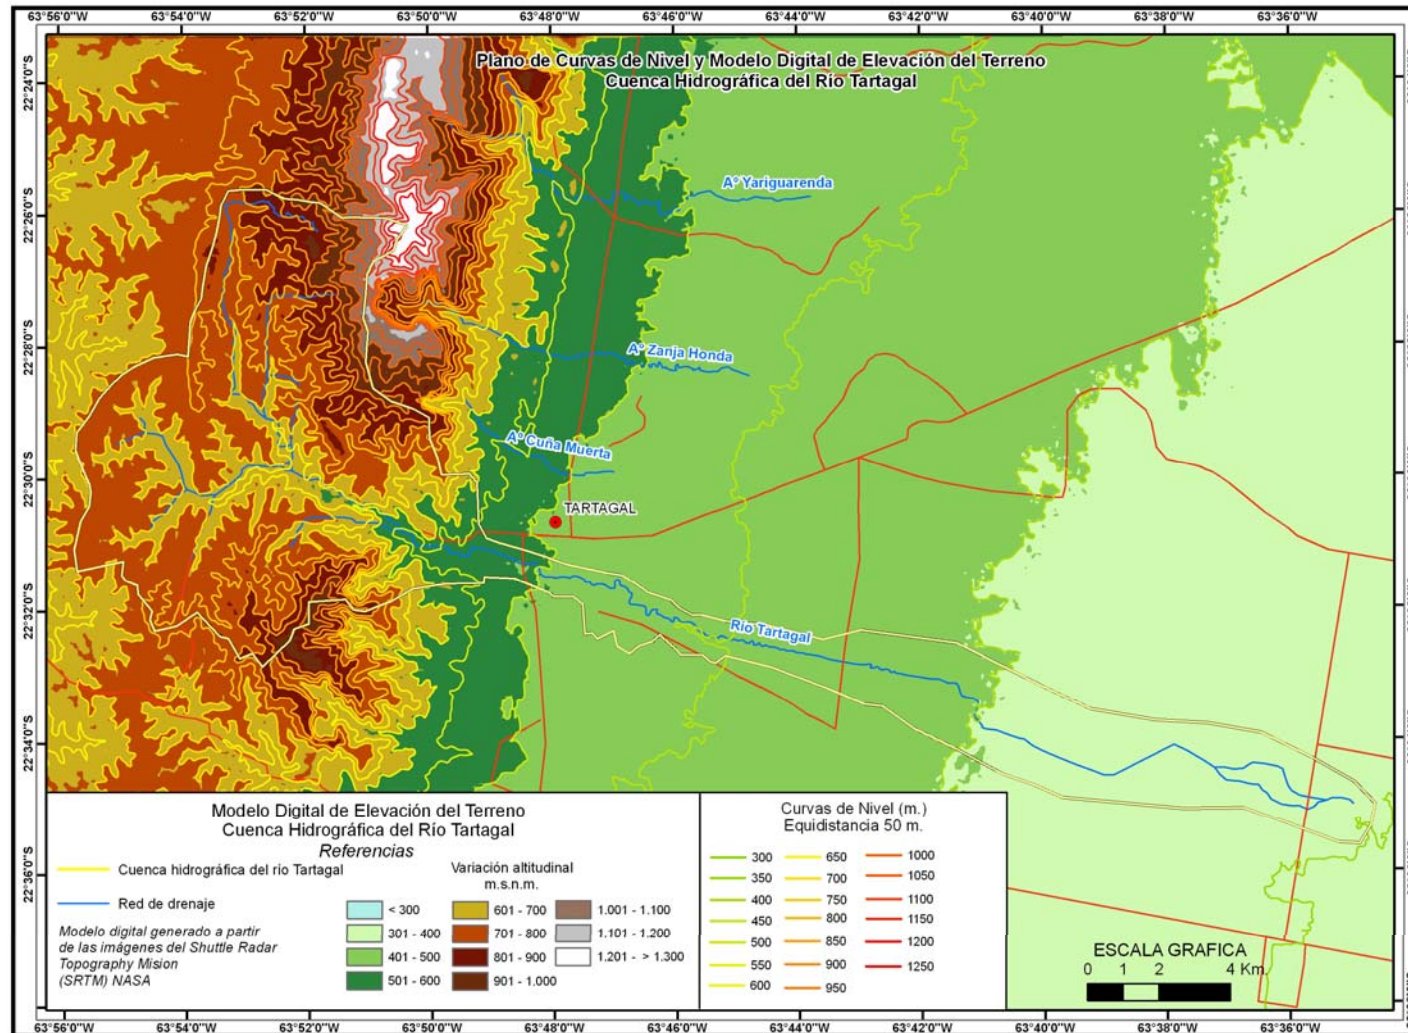 63°56'0"W 63°54'0"W 63°52'0"W 63°50'0"W 63°48'0"W 63°46'0"W 63°44'0"W 63°42'0"W 63°40'0"W 63°38'0"W 63°36'0"W
Plano de Curvas de Nivel y Modelo Digital de Elevación del Terreno
Cuenca Hidrográfica del Río Tartagal
22°24'0"S
22°26'0"S
22°28'0"S
22°30'0"S
22°32'0"S
22°34'0"S
22°36'0"S
Aº Yariguarenda
Aº Zanja Honda
Aº Cuña Muerta
TARTAGAL
Río Tartagal
Modelo Digital de Elevación del Terreno
Cuenca Hidrográfica del Río Tartagal
Referencias
Cuenca hidrográfica del río Tartagal
Red de drenaje
Modelo digital generado a partir
de las imágenes del Shuttle Radar
Topography Mision
(SRTM) NASA
Variación altitudinal
m.s.n.m.
< 300
301 - 400
401 - 500
501 - 600
601 - 700
701 - 800
801 - 900
901 - 1.000
1.001 - 1.100
1.101 - 1.200
1.201 - > 1.300
Curvas de Nivel (m.)
Equidistancia 50 m.
300
350
400
450
500
550
600
650
700
750
800
850
900
950
1000
1050
1100
1150
1200
1250
ESCALA GRAFICA
0 1 2 4 Km.
63°56'0"W 63°54'0"W 63°52'0"W 63°50'0"W 63°48'0"W 63°46'0"W 63°44'0"W 63°42'0"W 63°40'0"W 63°38'0"W 63°36'0"W